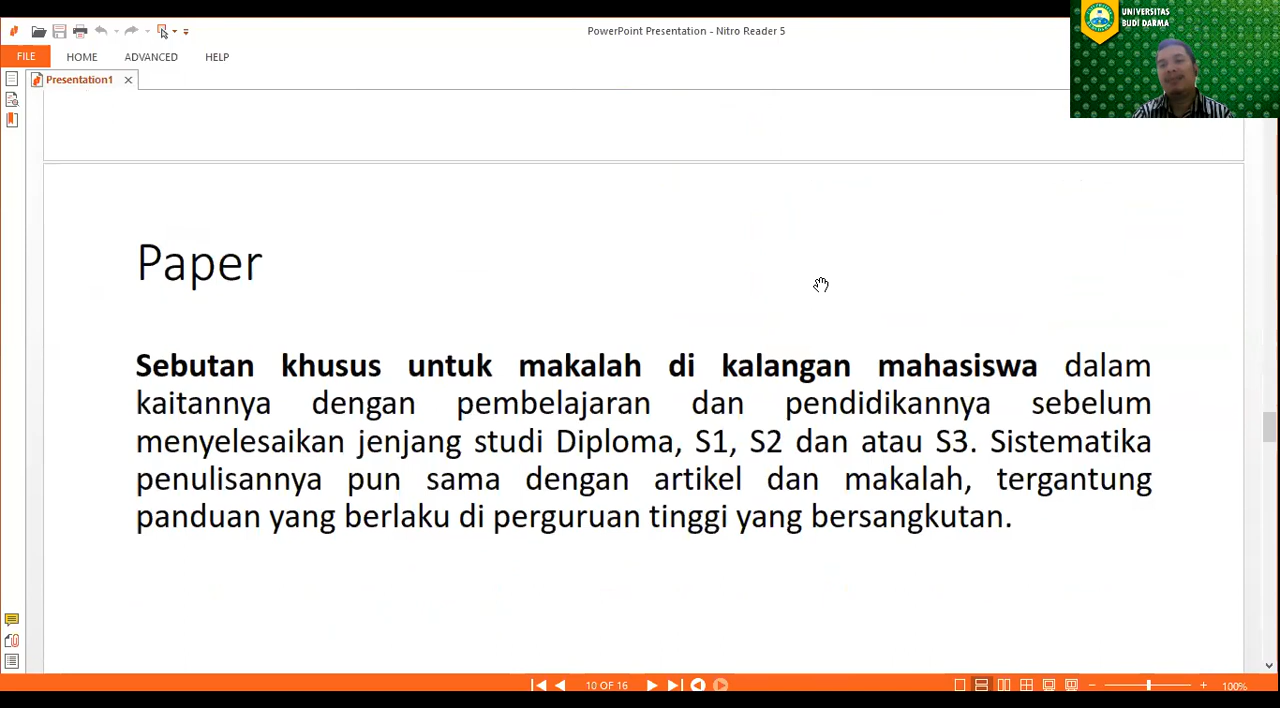 PowerPoint Presentation - Nitro Reader 5
UNIVERSITAS
BUDI DARMA
FILE HOME ADVANCED HELP
Presentation1
Paper
Sebutan khusus untuk makalah di kalangan mahasiswa dalam
kaitannya dengan pembelajaran dan pendidikannya sebelum
menyelesaikan jenjang studi Diploma, S1, S2 dan atau S3. Sistematika
penulisannya pun sama dengan artikel dan makalah, tergantung
panduan yang berlaku di perguruan tinggi yang bersangkutan.
10 OF 16
100%